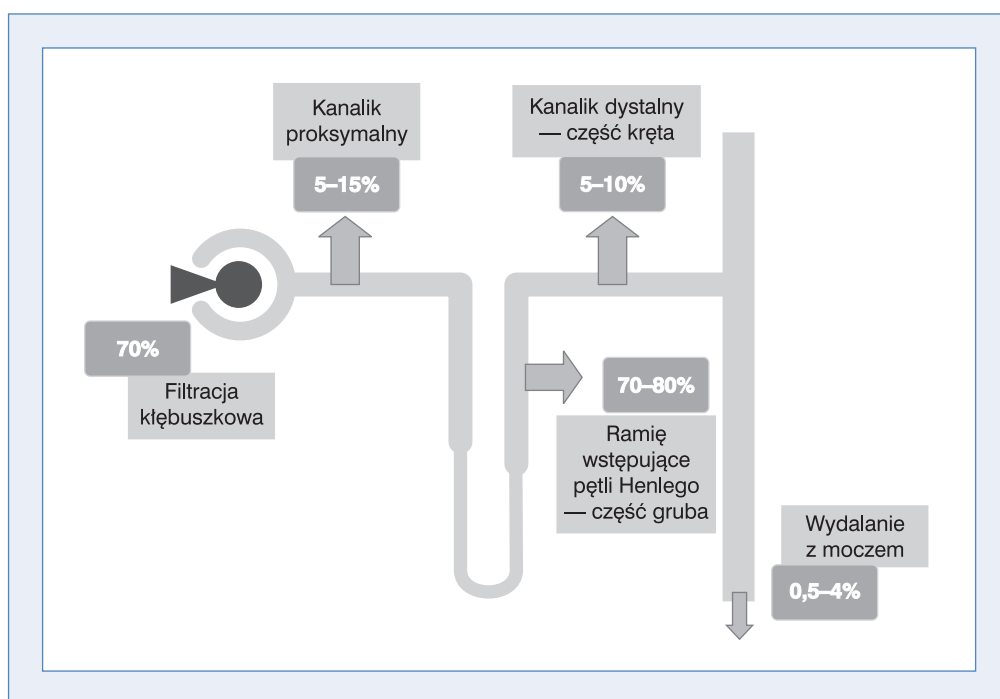 Kanalik
proksymalny
5–15%
Kanalik dystalny
— część kręta
5–10%
70%
Filtracja
kłębuszkowa
70–80%
Ramię
wstępujące
pętli Henlego
— część gruba
Wydalanie
z moczem
0,5–4%